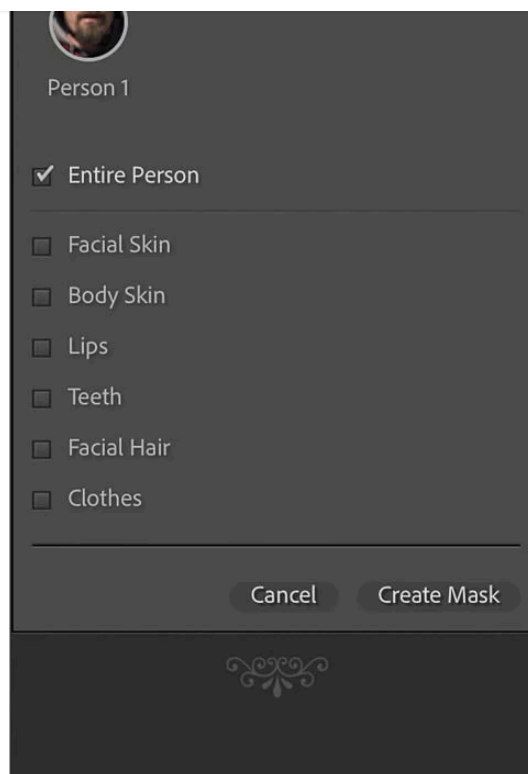 Person 1
Entire Person
Facial Skin
Body Skin
Lips
Teeth
Facial Hair
Clothes
Cancel Create Mask